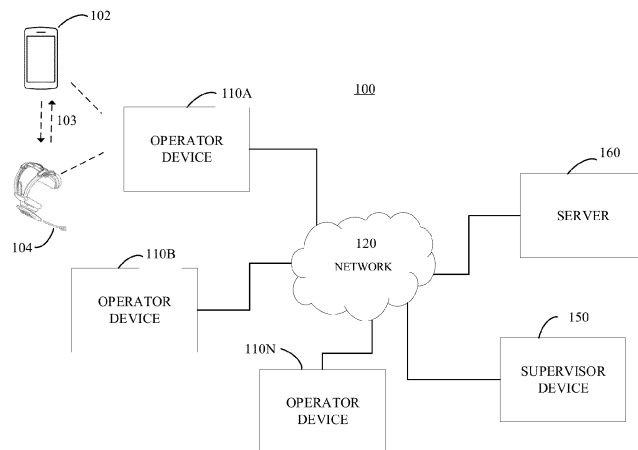 102
110A
100
103
OPERATOR
DEVICE
160
SERVER
104
120
NETWORK
110B
OPERATOR
DEVICE
150
SUPERVISOR
DEVICE
110N
OPERATOR
DEVICE